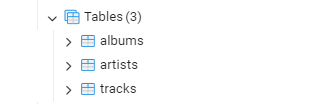 Tables (3)
albums
artists
tracks